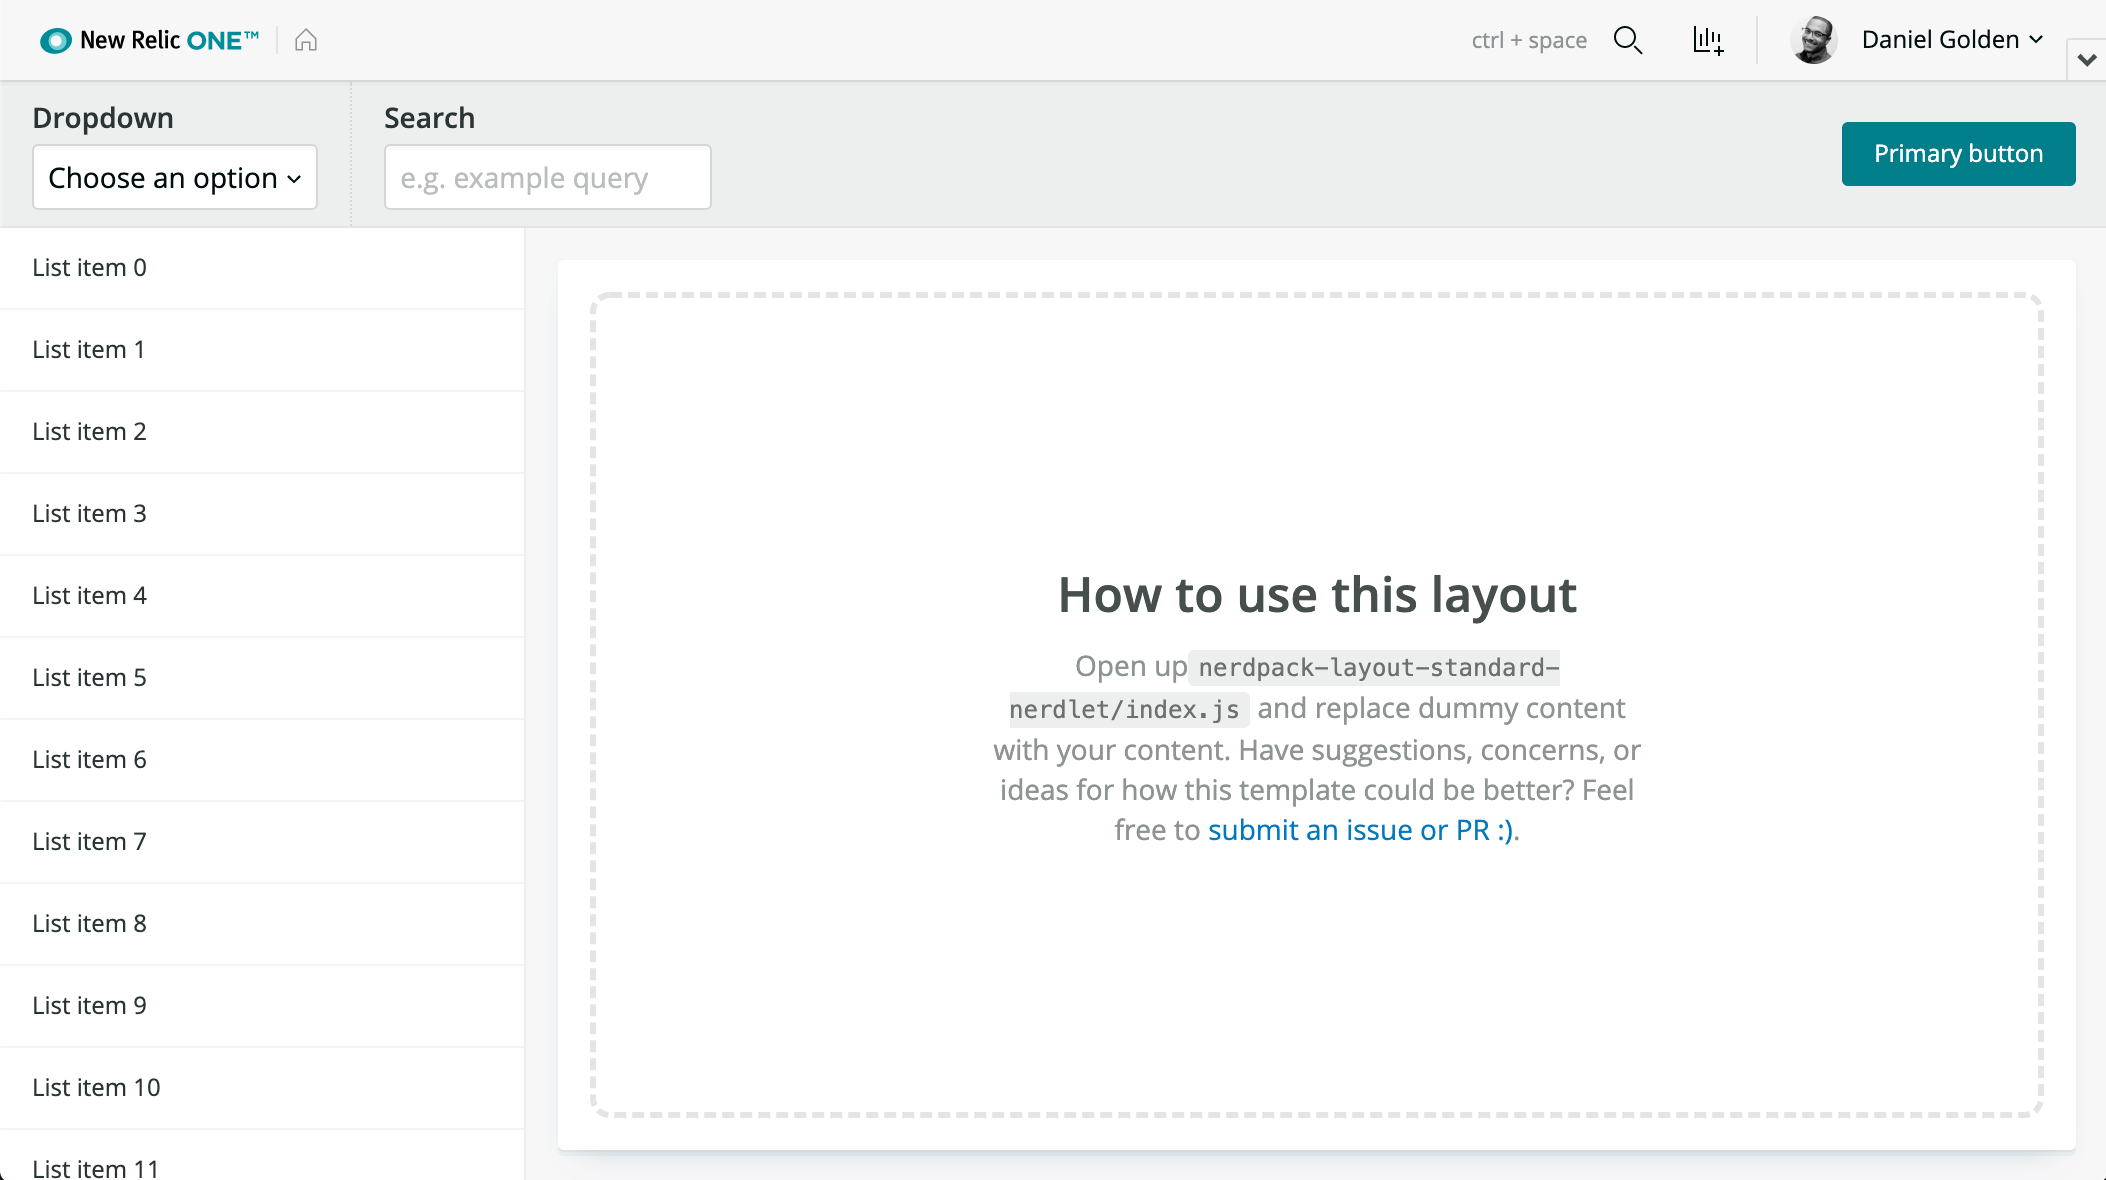 New Relic ONE™
ctrl + space
Daniel Golden
Dropdown
Choose an option
Search
e.g. example query
Primary button
List item 0
List item 1
List item 2
List item 3
List item 4
List item 5
List item 6
List item 7
List item 8
List item 9
List item 10
List item 11
How to use this layout
Open up nerdpack-layout-standard-
nerdlet/index.js and replace dummy content
with your content. Have suggestions, concerns, or
ideas for how this template could be better? Feel
free to submit an issue or PR :).